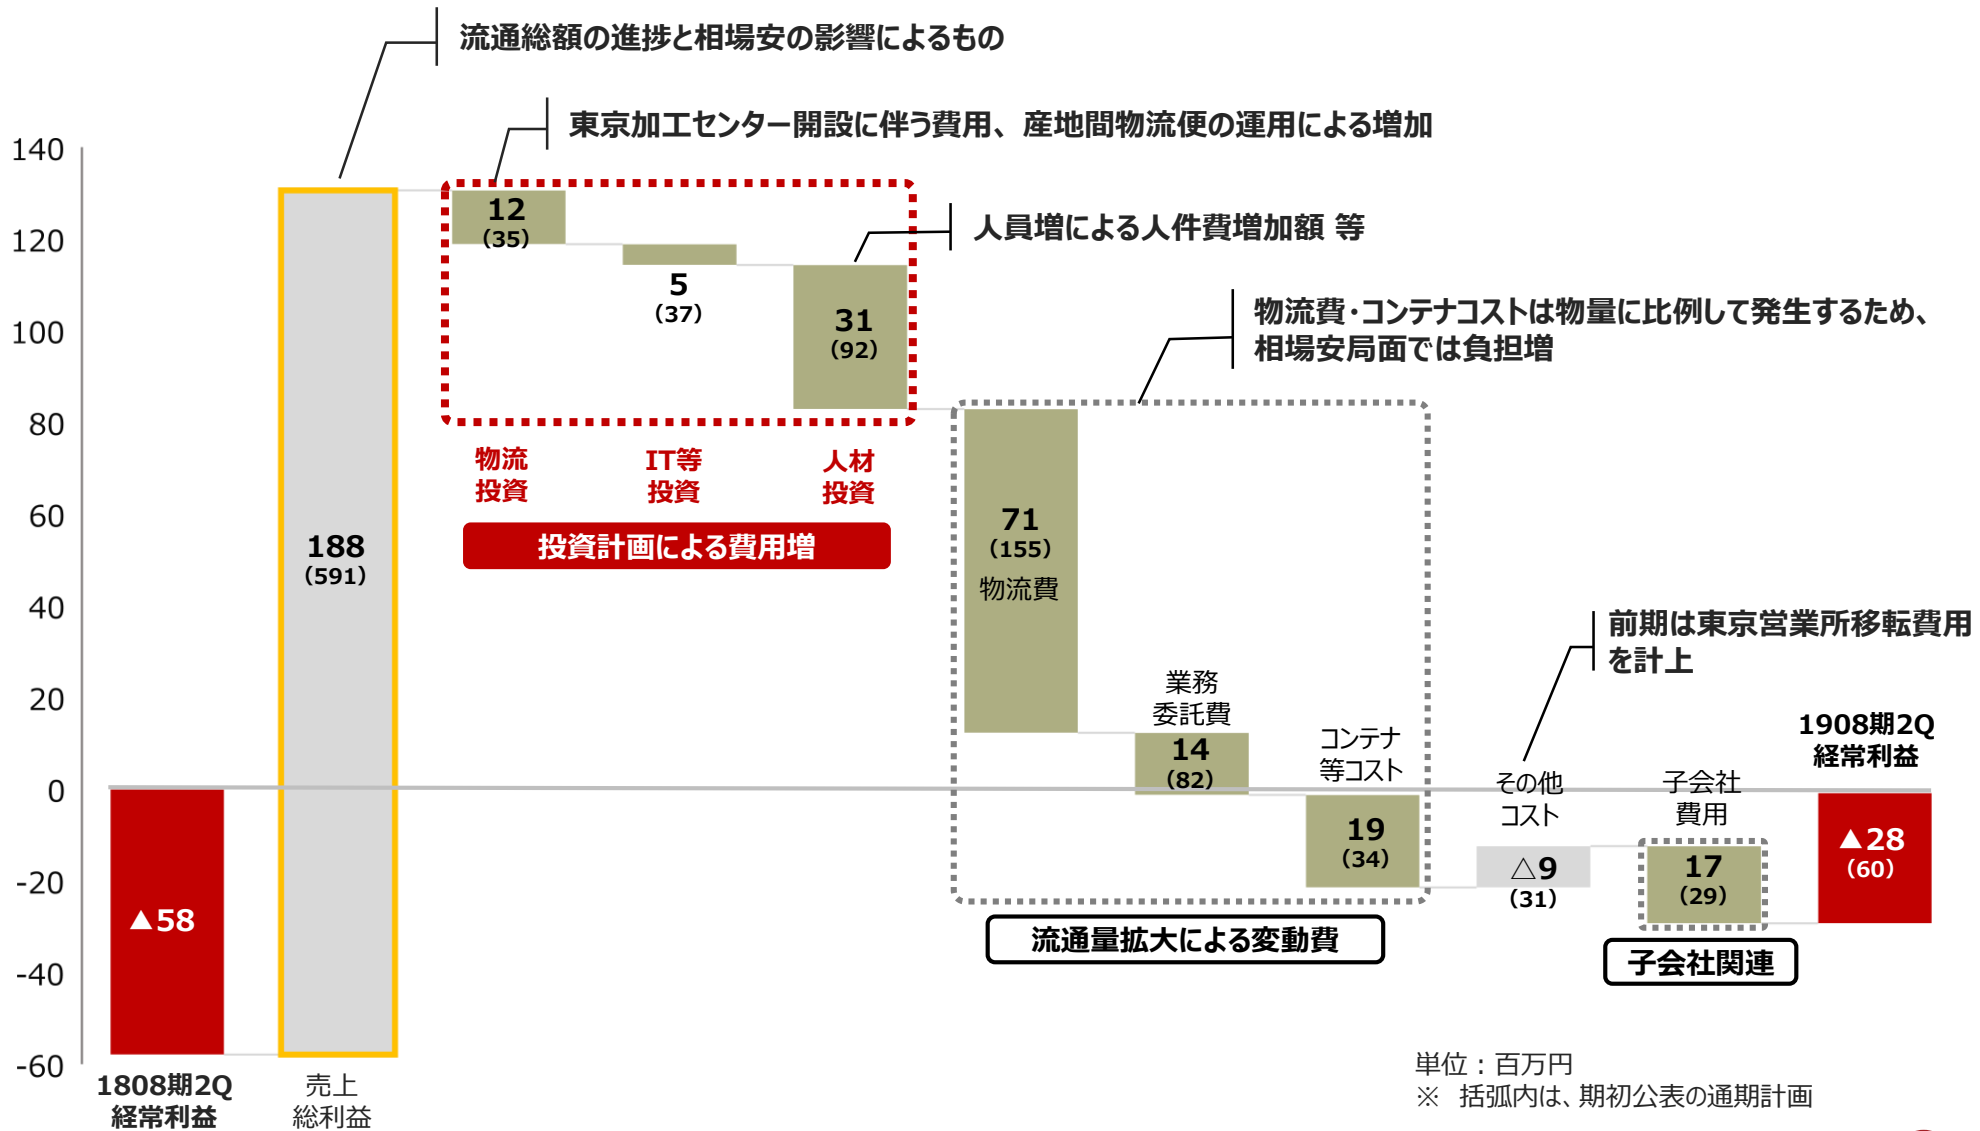 流通総額の進捗と相場安の影響によるもの
東京加工センター開設に伴う費用、産地間物流便の運用による増加
人員増による人件費増加額 等
物流費・コンテナコストは物量に比例して発生するため、
相場安局面では負担増
前期は東京営業所移転費用
を計上
140
120
100
80
60
40
20
0
-20
-40
-60
▲58
1808期2Q
経常利益
188
(591)
売上
総利益
12
(35)
物流
投資
5
(37)
IT等
投資
31
(92)
人材
投資
投資計画による費用増
71
(155)
物流費
業務
委託費
14
(82)
コンテナ
等コスト
19
(34)
流通量拡大による変動費
その他
コスト
△9
(31)
子会社
費用
17
(29)
子会社関連
1908期2Q
経常利益
▲28
(60)
単位：百万円
※ 括弧内は、期初公表の通期計画